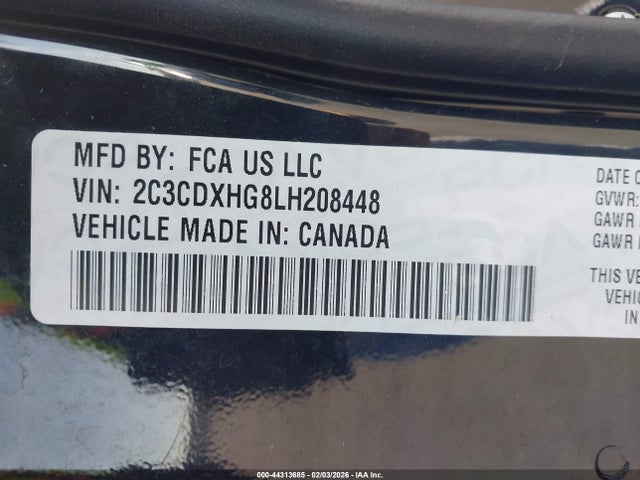 MFD BY: FCA US LLC
VIN: 2C3CDXHG8LH208448
VEHICLE MADE IN: CANADA
DATE O
GVWR:
GAWR
GAWR
THIS VE
VEHIC
IN
000-44313685 - 02/03/2026 - IAA Inc.